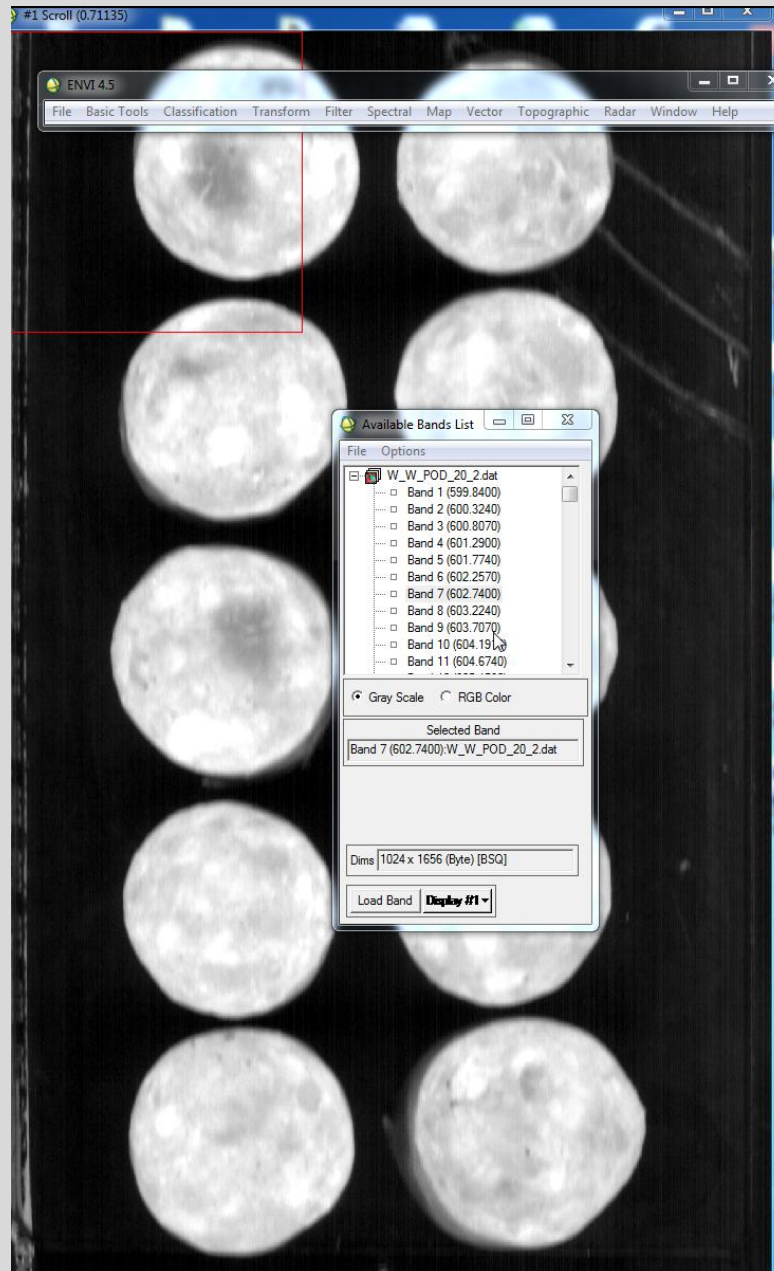 #1 Scroll (0.71135)
ENVI 4.5
File Basic Tools Classification Transform Filter Spectral Map Vector Topographic Radar Window Help
Available Bands List
File Options
W_W_POD_20_2.dat
Band 1 (599.8400)
Band 2 (600.3240)
Band 3 (600.8070)
Band 4 (601.2900)
Band 5 (601.7740)
Band 6 (602.2570)
Band 7 (602.7400)
Band 8 (603.2240)
Band 9 (603.7070)
Band 10 (604.19
Band 11 (604.6740)
Gray Scale RGB Color
Selected Band
Band 7 (602.7400):W_W_POD_20_2.dat
Dims 1024 x 1656 (Byte) [BSQ]
Load Band Display #1